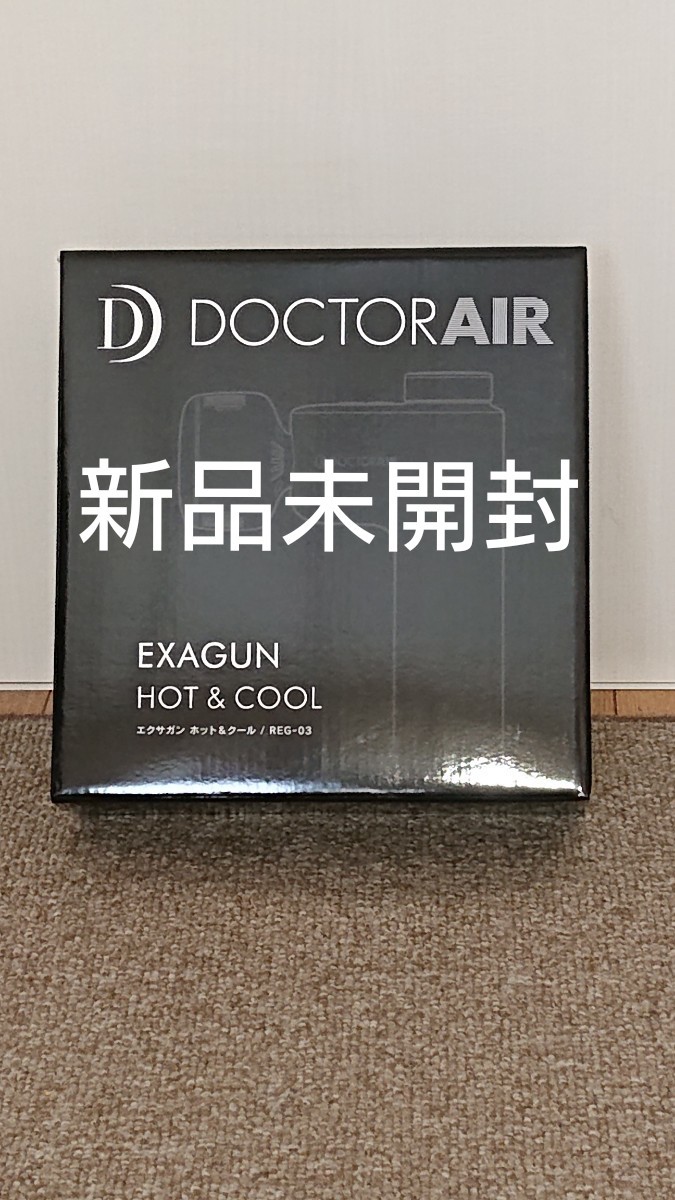 D DOCTORAIR
新品未開封
EXAGUN
HOT & COOL
エクサガン ホット&クール / REG-03